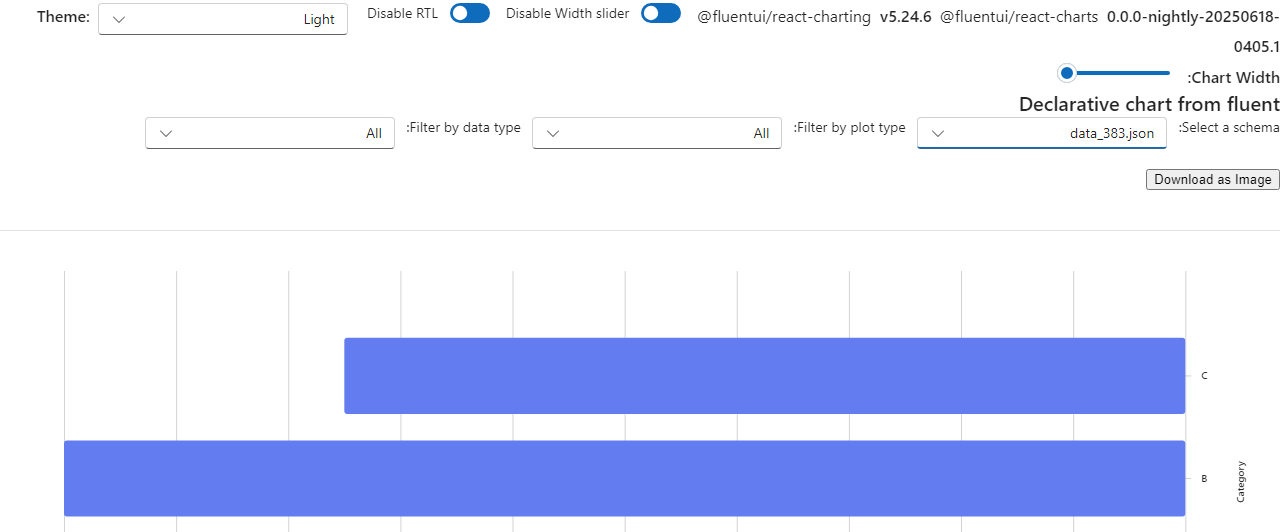 Theme: Light Disable RTL Disable Width slider @fluentui/react-charting v5.24.6 @fluentui/react-charts 0.0.0-nightly-20250618-
0405.1
:Chart Width
Declarative chart from fluent
All :Filter by data type All :Filter by plot type data_383.json :Select a schema
Download as Image
C
B
Category